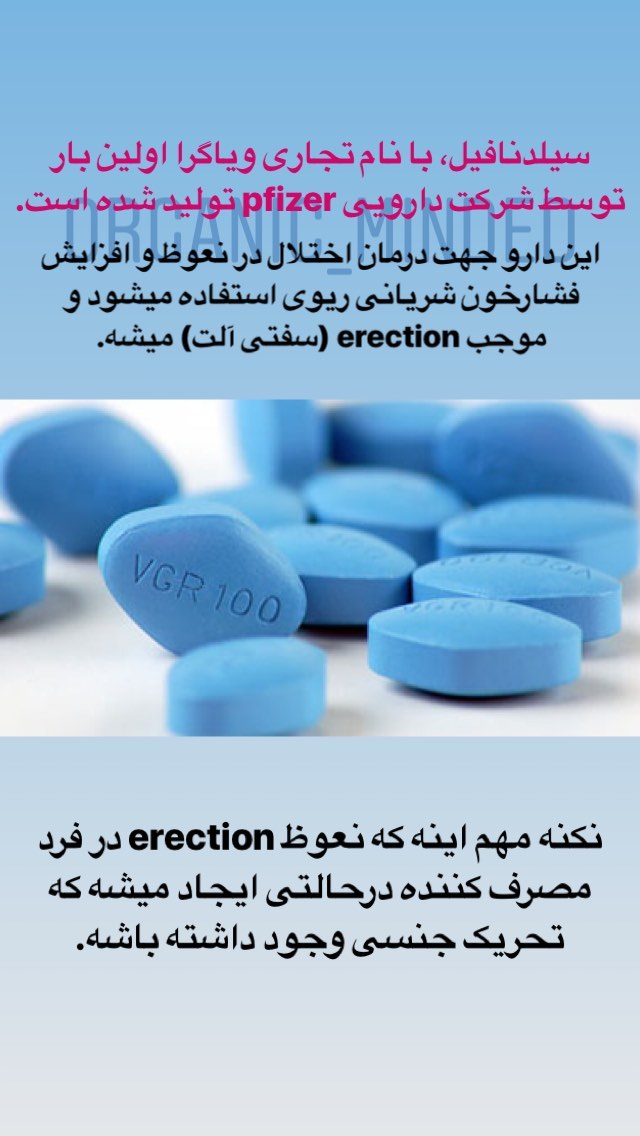 سیلدنافیل، با نام تجاری ویاگرا اولین بار
توسط شرکت دارویی pfizer تولید شده است.
ORGANIC_MINDED
این دارو جهت درمان اختلال در نعوظ و افزایش
فشارخون شریانی ریوی استفاده میشود و
موجب erection (سفتی آلت) میشه.
VGR 100
نکنه مهم اینه که نعوظ erection در فرد
مصرف کننده درحالتی ایجاد میشه که
تحریک جنسی وجود داشته باشه.